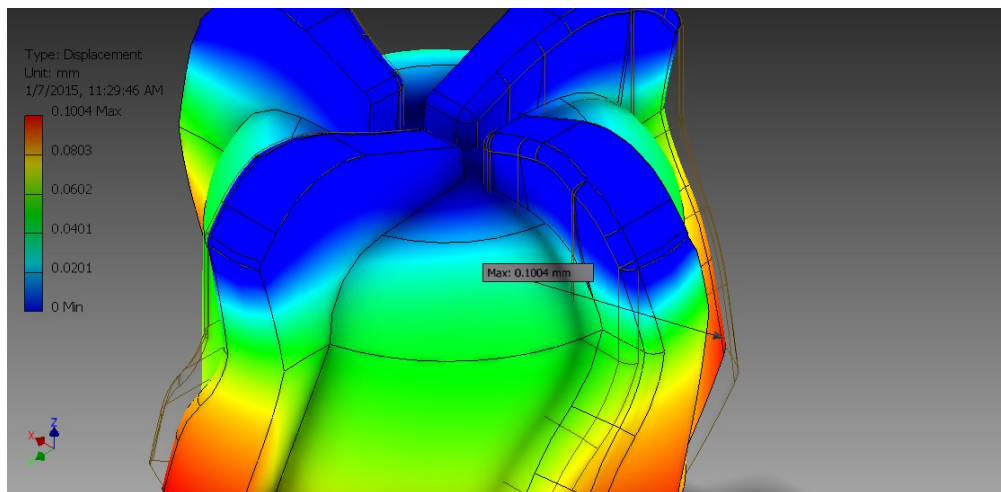 Type: Displacement
Unit: mm
1/7/2015, 11:29:46 AM
0.1004 Max
0.0803
0.0602
0.0401
0.0201
0 Min
Max: 0.1004 mm
Z
X
Y